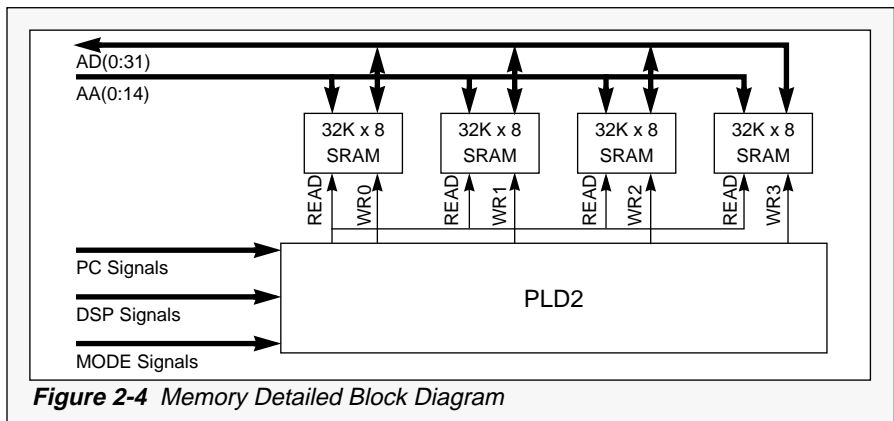 AD(0:31)
AA(0:14)
32K x 8 SRAM
32K x 8 SRAM
32K x 8 SRAM
32K x 8 SRAM
READ
WR0
READ
WR1
READ
WR2
READ
WR3
PC Signals
DSP Signals
MODE Signals
PLD2
Figure 2-4 Memory Detailed Block Diagram